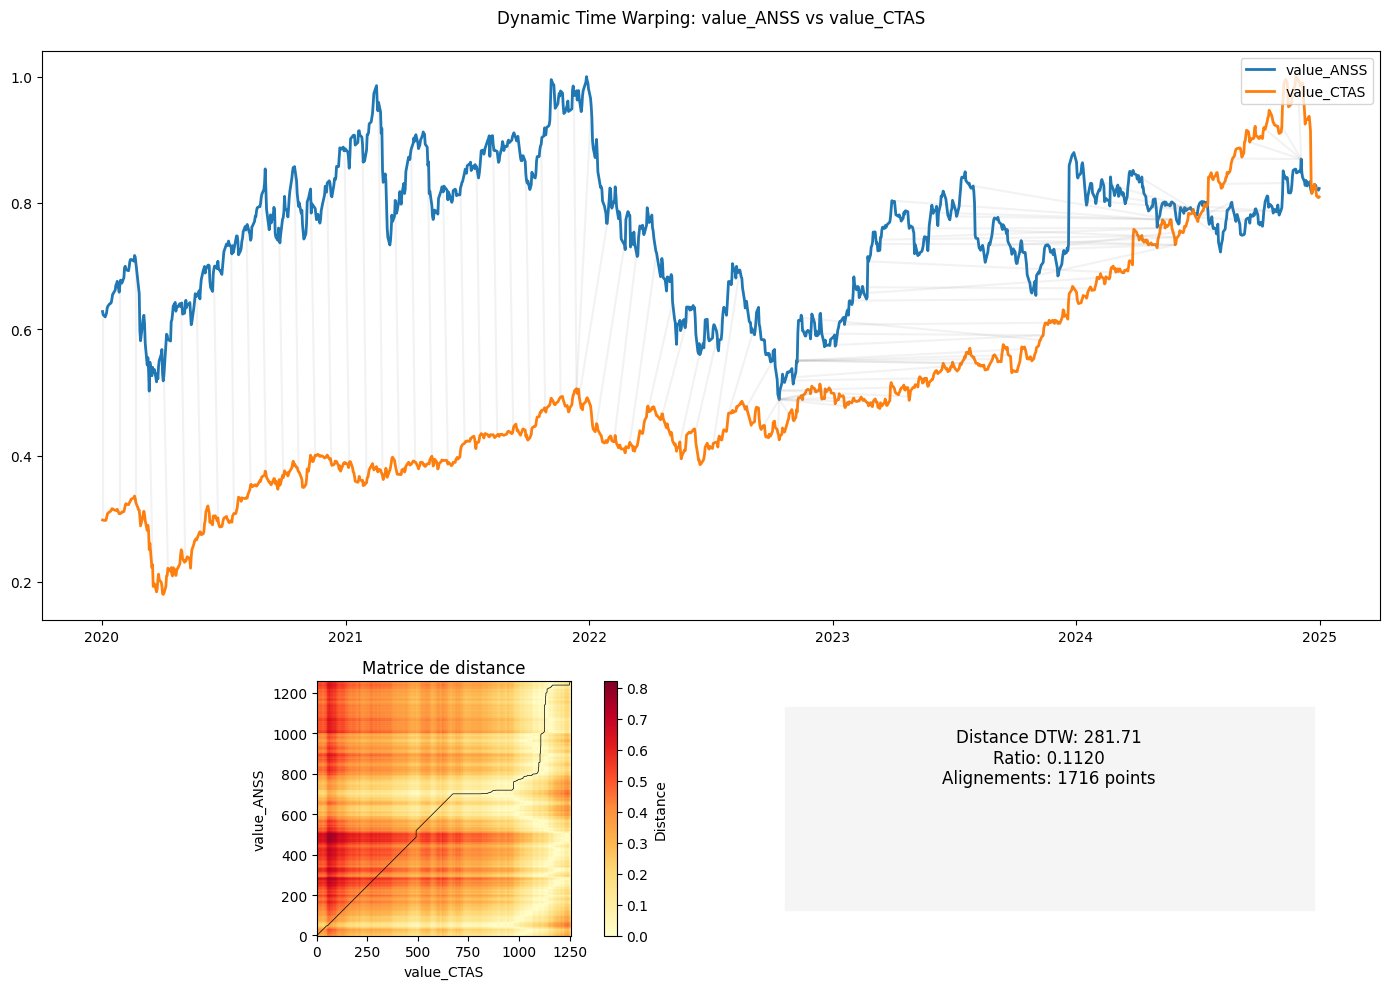 Dynamic Time Warping: value_ANSS vs value_CTAS
value_ANSS
value_CTAS
1.0
0.8
0.6
0.4
0.2
2020 2021 2022 2023 2024 2025
Matrice de distance
1200
1000
800
600
400
200
0
value_ANSS
0 250 500 750 1000 1250
value_CTAS
0.8
0.7
0.6
0.5
0.4
0.3
0.2
0.1
0.0
Distance
Distance DTW: 281.71
Ratio: 0.1120
Alignements: 1716 points